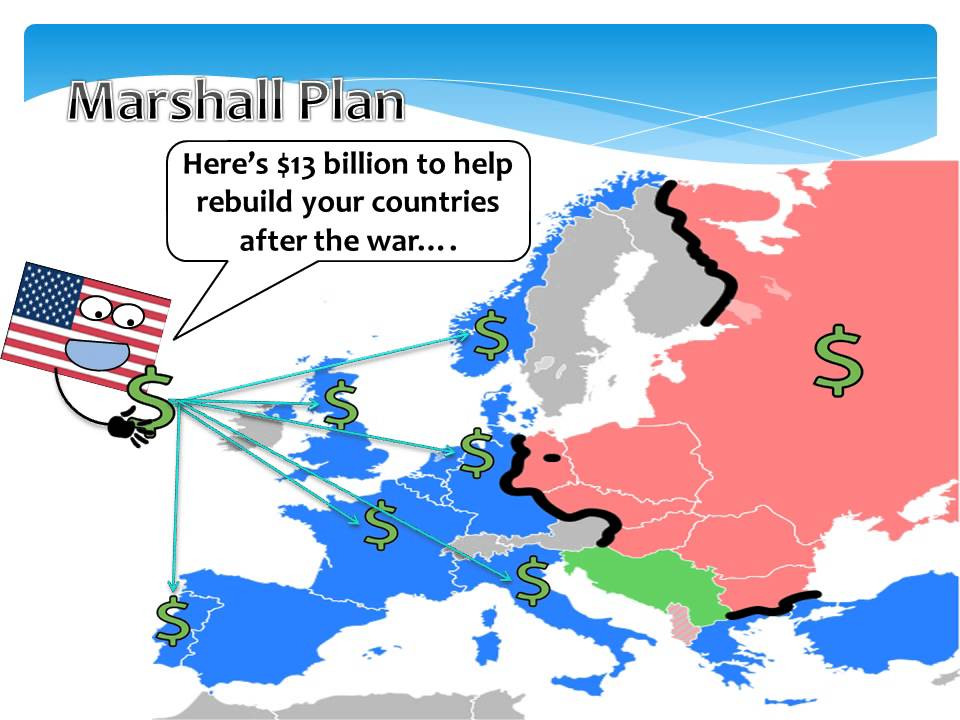 Marshall Plan
Here's $13 billion to help
rebuild your countries
after the war….
$
$
$
$
$
$
$
$